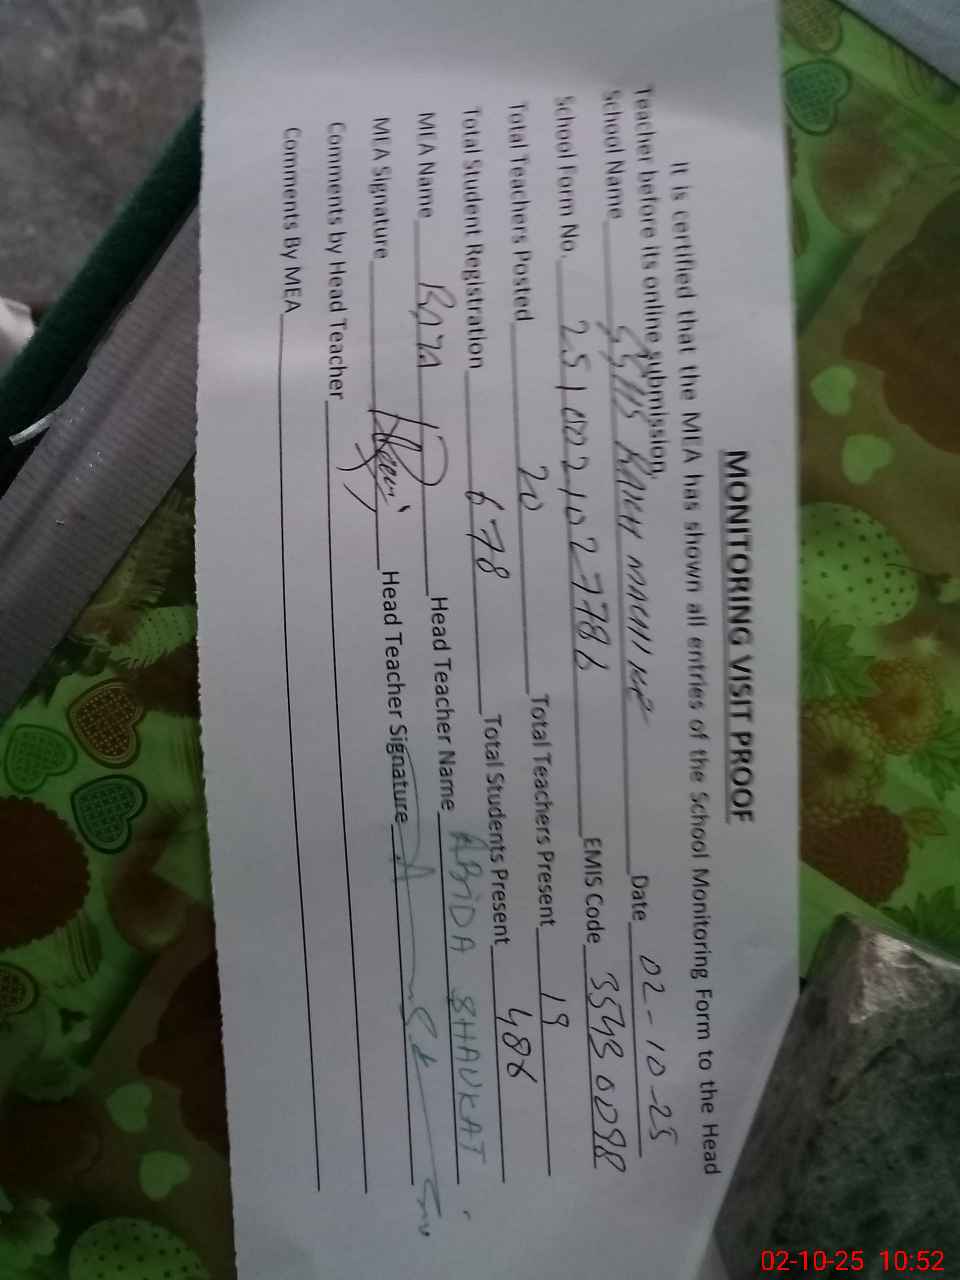 MONITORING VISIT PROOF
It is certified that the MEA has shown all entries of the School Monitoring Form to the Head
Teacher before its online submission.
School Name Date 02-10-25
School Form No. 2510021027786 EMIS Code 35430098
Total Teachers Posted 20 Total Teachers Present 19
Total Student Registration 678 Total Students Present 486
MEA Name Head Teacher Name ABIDA SHAUKAT
MEA Signature Head Teacher Signature
Comments by Head Teacher
Comments By MEA
02-10-25 10:52